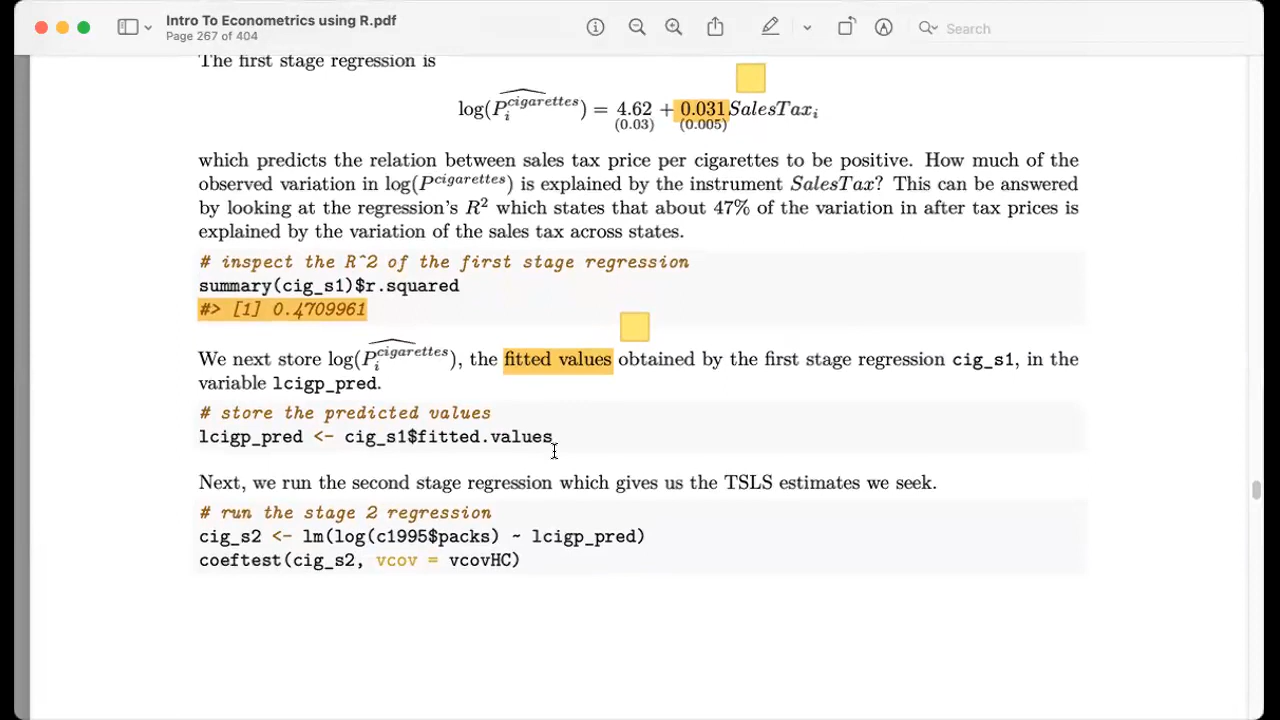 Intro To Econometrics using R.pdf
Page 267 of 404
Search
The first stage regression is
log(P_i^{cigarettes}) = 4.62 + 0.031 SalesTax_i
(0.03) (0.005)
which predicts the relation between sales tax price per cigarettes to be positive. How much of the
observed variation in log(P^{cigarettes}) is explained by the instrument SalesTax? This can be answered
by looking at the regression's R^2 which states that about 47% of the variation in after tax prices is
explained by the variation of the sales tax across states.
# inspect the R^2 of the first stage regression
summary(cig_s1)$r.squared
#> [1] 0.4709961
We next store log(P_i^{cigarettes}), the fitted values obtained by the first stage regression cig_s1, in the
variable lcigp_pred.
# store the predicted values
lcigp_pred <- cig_s1$fitted.values
Next, we run the second stage regression which gives us the TSLS estimates we seek.
# run the stage 2 regression
cig_s2 <- lm(log(c1995$packs) ~ lcigp_pred)
coeftest(cig_s2, vcov = vcovHC)